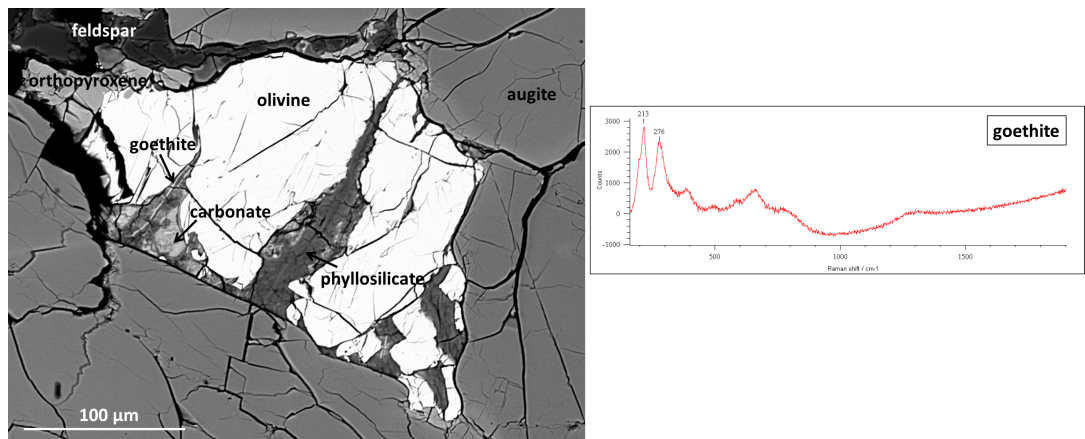 feldspar
orthopyroxene
olivine
augite
goethite
carbonate
phyllosilicate
100 µm
goethite
213
276
3000
2000
1000
0
-1000
Counts
500
1000
1500
Raman shift / cm-1